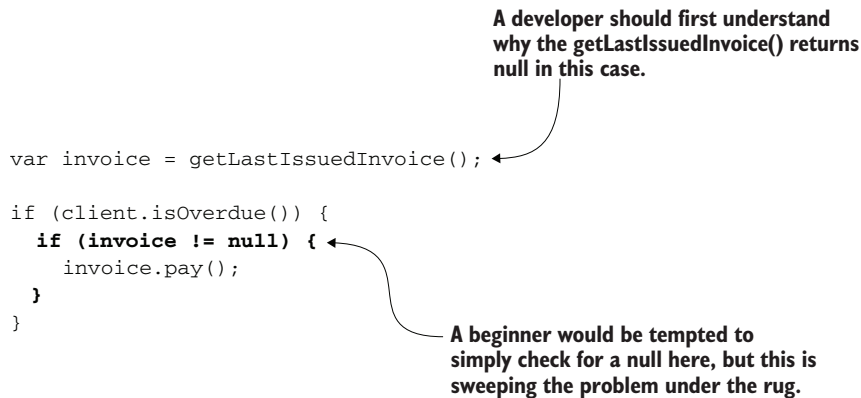 A developer should first understand
why the getLastIssuedInvoice() returns
null in this case.
var invoice = getLastIssuedInvoice();
if (client.isOverdue()) {
if (invoice != null) {
invoice.pay();
}
}
A beginner would be tempted to
simply check for a null here, but this is
sweeping the problem under the rug.